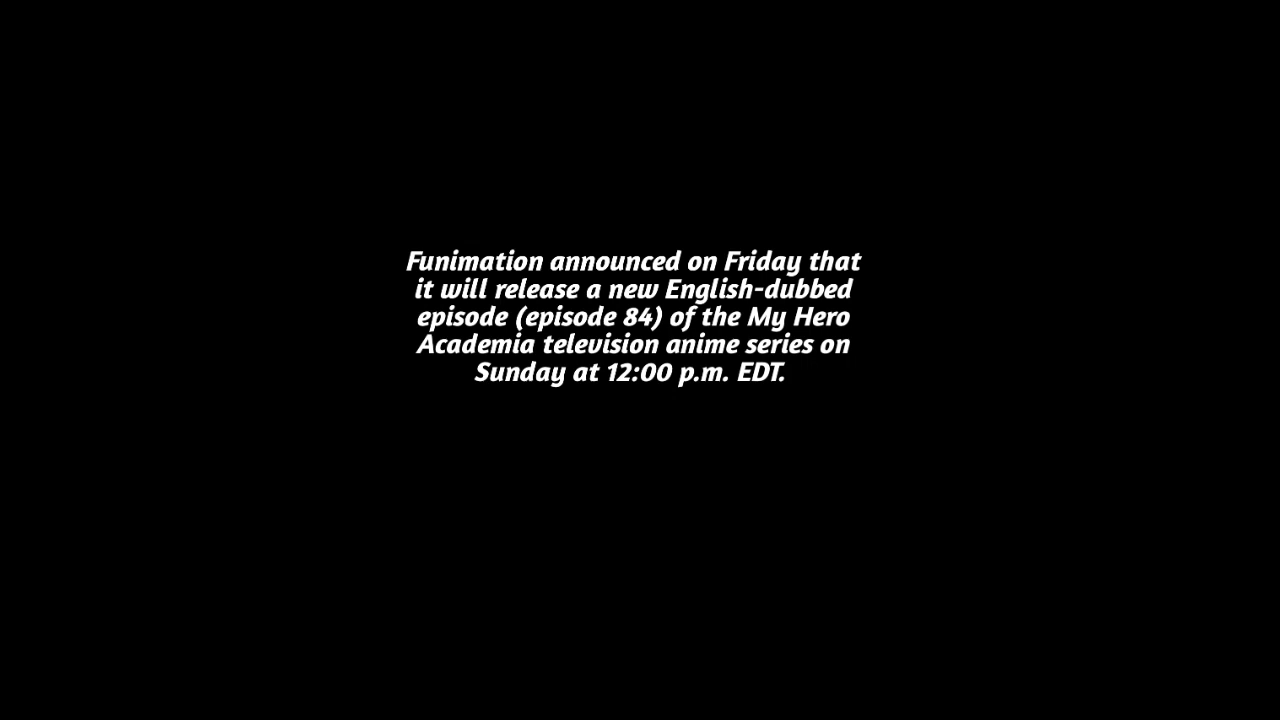 Funimation announced on Friday that
it will release a new English-dubbed
episode (episode 84) of the My Hero
Academia television anime series on
Sunday at 12:00 p.m. EDT.